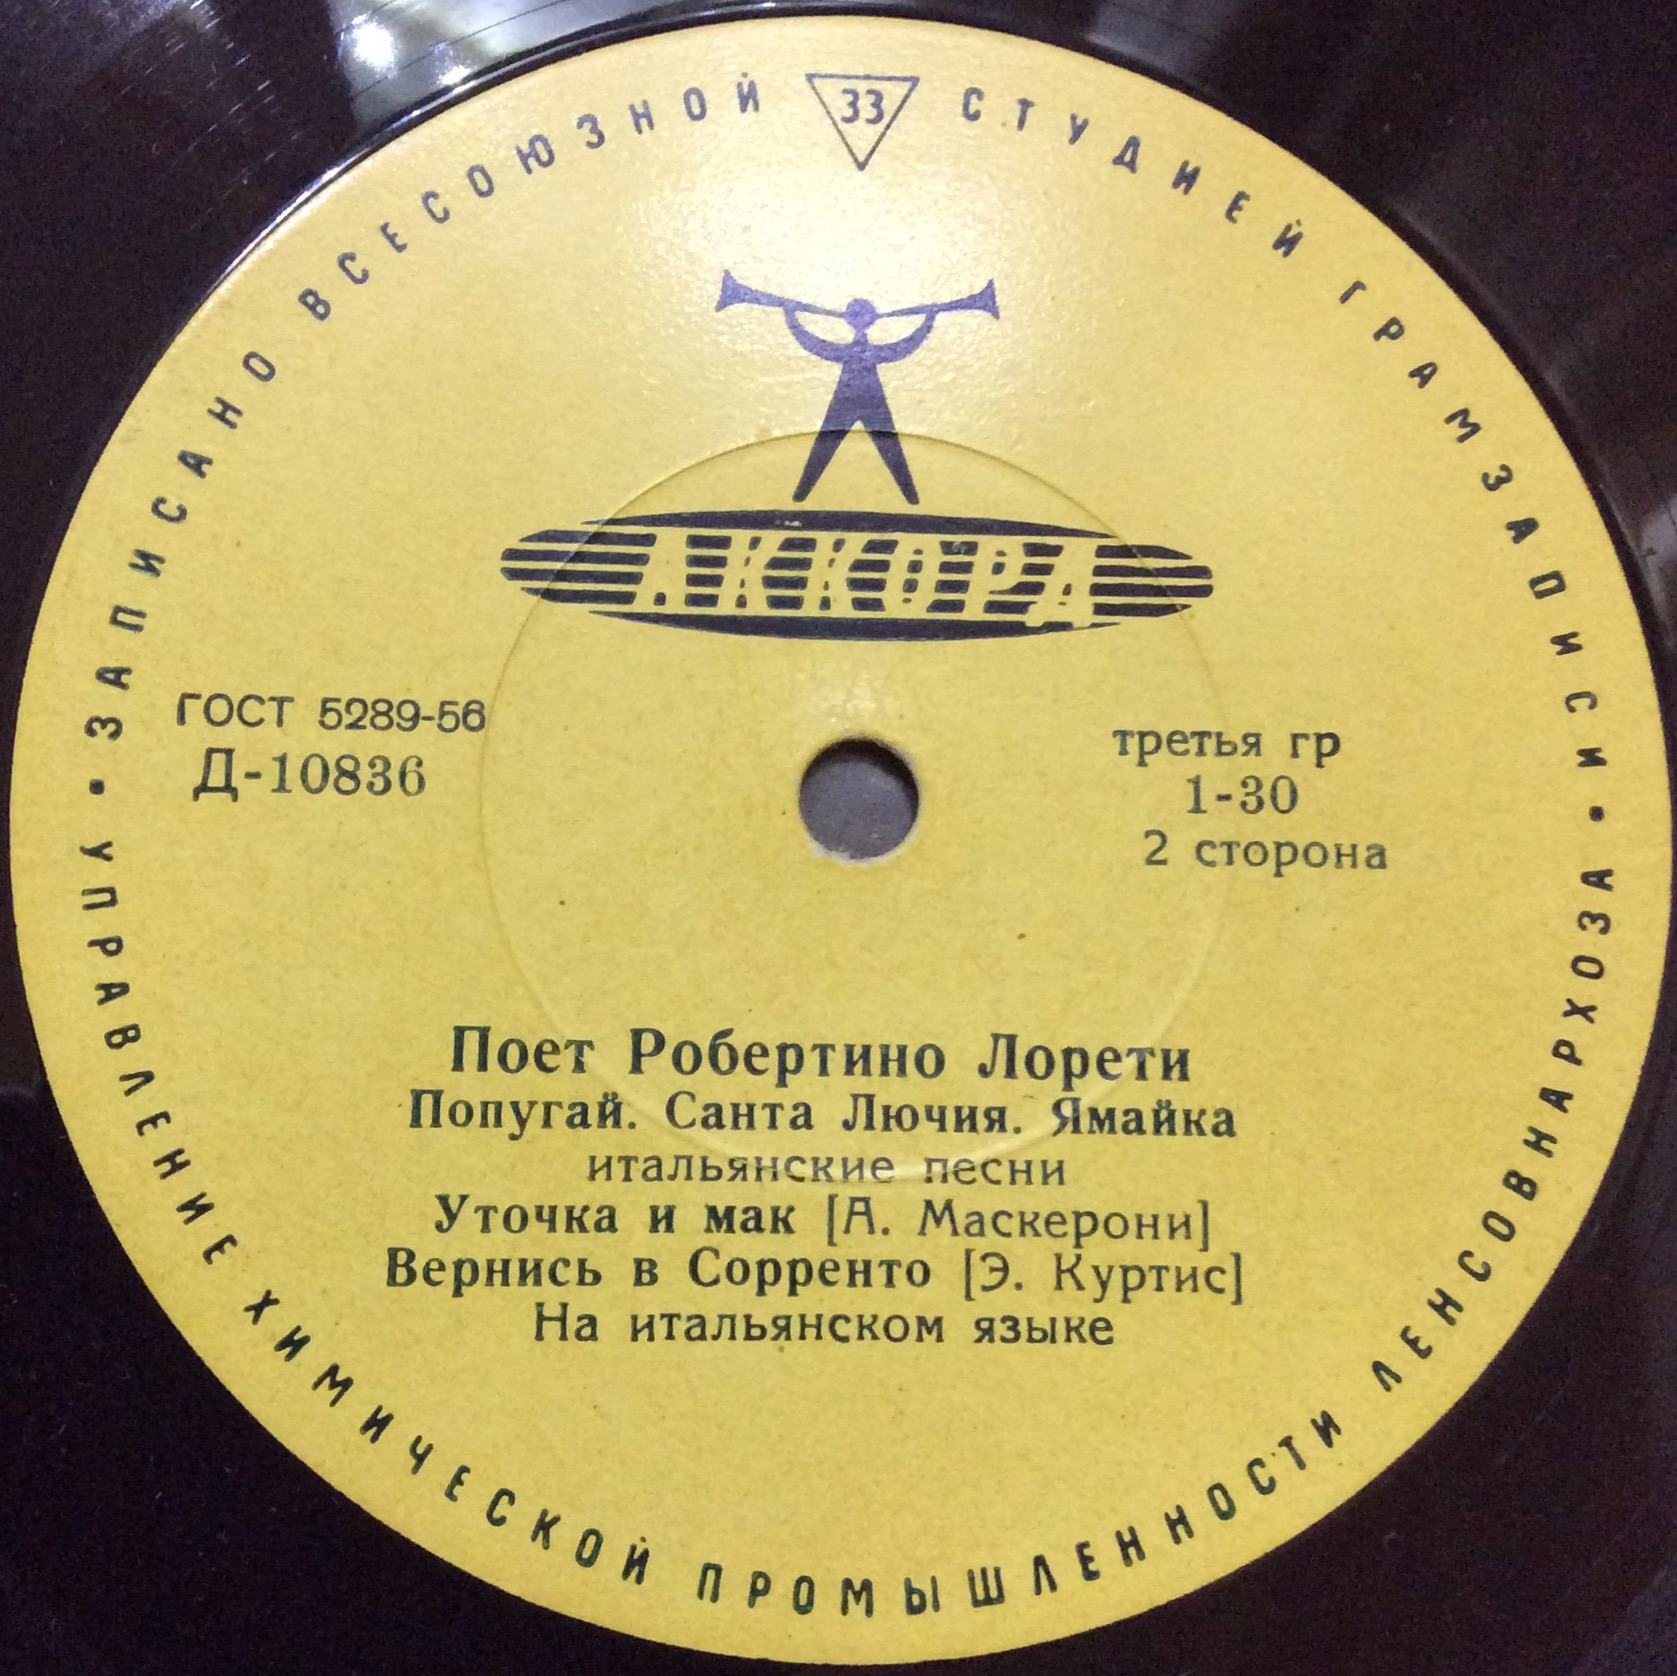 ЗАПИСАНО ВСЕСОЮЗНОЙ СТУДИЕЙ ГРАМЗАПИСИ
33
АККОРД
ГОСТ 5289-56
Д-10836
третья гр
1-30
2 сторона
Поет Робертино Лорети
Попугай. Санта Лючия. Ямайка
итальянские песни
Уточка и мак [А. Маскерони]
Вернись в Сорренто [Э. Куртис]
На итальянском языке
• УПРАВЛЕНИЕ ХИМИЧЕСКОЙ ПРОМЫШЛЕННОСТИ ЛЕНСОВНАРХОЗА •